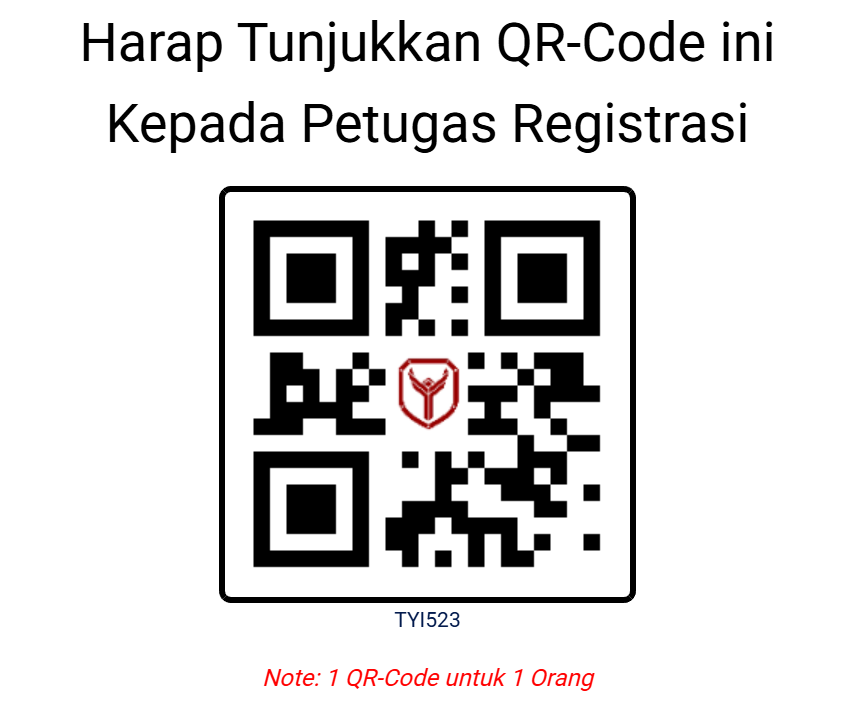 Harap Tunjukkan QR-Code ini
Kepada Petugas Registrasi
TYI523
Note: 1 QR-Code untuk 1 Orang